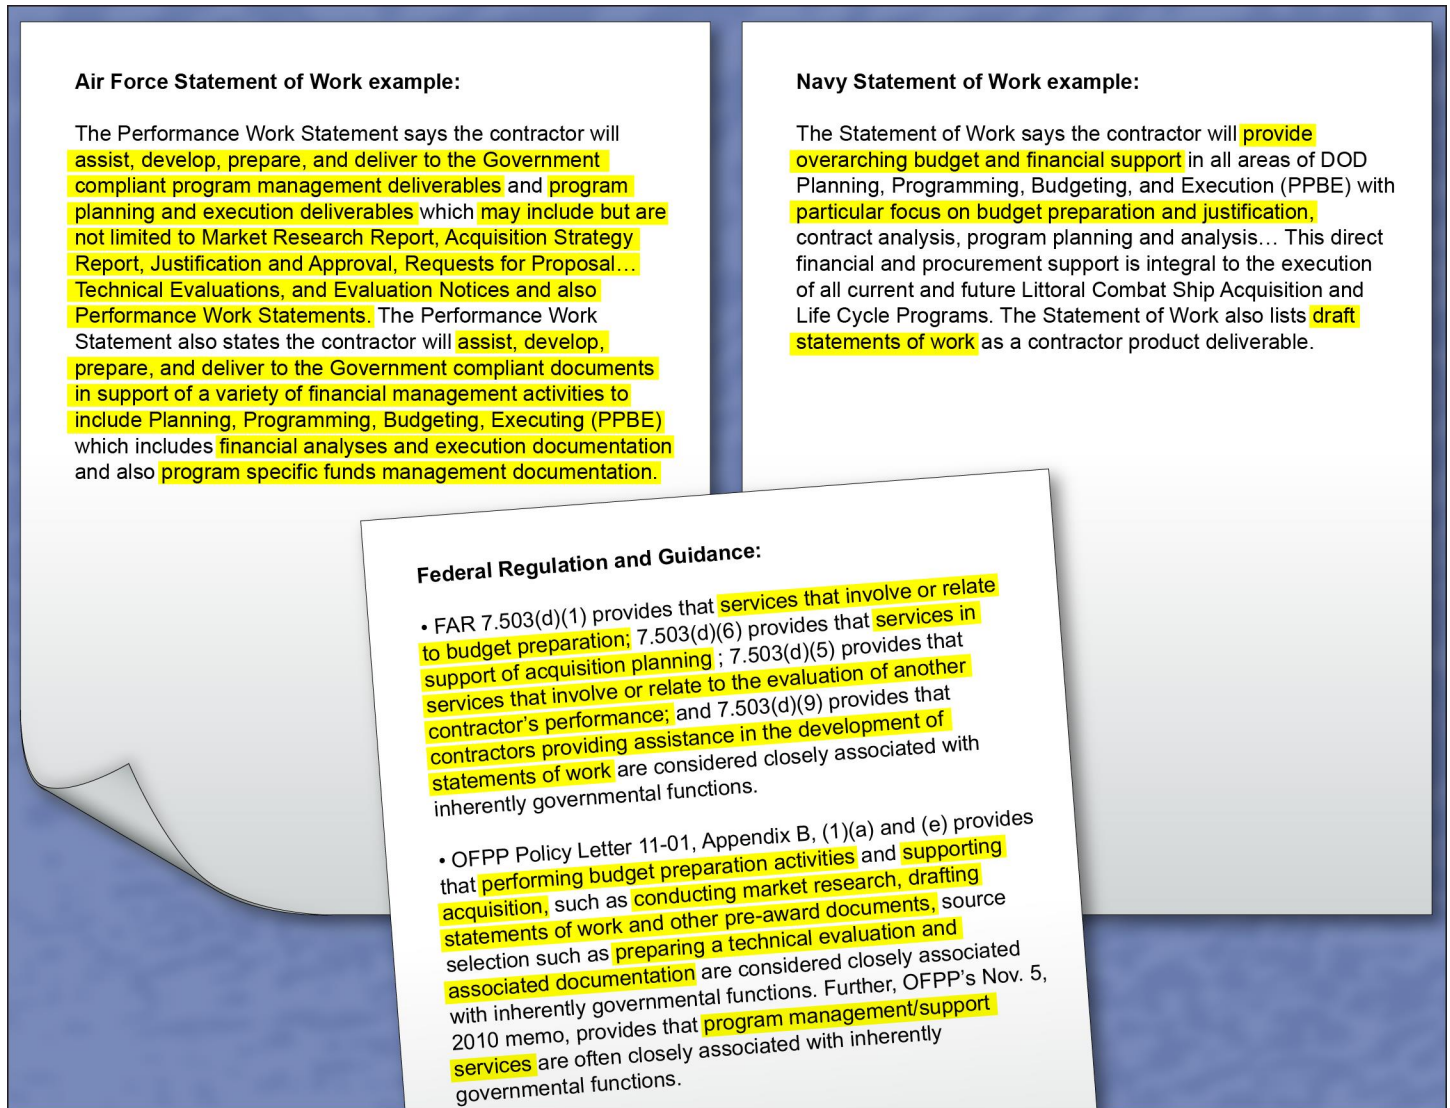 Air Force Statement of Work example:
The Performance Work Statement says the contractor will
assist, develop, prepare, and deliver to the Government
compliant program management deliverables and program
planning and execution deliverables which may include but are
not limited to Market Research Report, Acquisition Strategy
Report, Justification and Approval, Requests for Proposal…
Technical Evaluations, and Evaluation Notices and also
Performance Work Statements. The Performance Work
Statement also states the contractor will assist, develop,
prepare, and deliver to the Government compliant documents
in support of a variety of financial management activities to
include Planning, Programming, Budgeting, Executing (PPBE)
which includes financial analyses and execution documentation
and also program specific funds management documentation.
Navy Statement of Work example:
The Statement of Work says the contractor will provide
overarching budget and financial support in all areas of DOD
Planning, Programming, Budgeting, and Execution (PPBE) with
particular focus on budget preparation and justification,
contract analysis, program planning and analysis… This direct
financial and procurement support is integral to the execution
of all current and future Littoral Combat Ship Acquisition and
Life Cycle Programs. The Statement of Work also lists draft
statements of work as a contractor product deliverable.
Federal Regulation and Guidance:
• FAR 7.503(d)(1) provides that services that involve or relate
to budget preparation; 7.503(d)(6) provides that services in
support of acquisition planning ; 7.503(d)(5) provides that
services that involve or relate to the evaluation of another
contractor's performance; and 7.503(d)(9) provides that
contractors providing assistance in the development of
statements of work are considered closely associated with
inherently governmental functions.
• OFPP Policy Letter 11-01, Appendix B, (1)(a) and (e) provides
that performing budget preparation activities and supporting
acquisition, such as conducting market research, drafting
statements of work and other pre-award documents, source
selection such as preparing a technical evaluation and
associated documentation are considered closely associated
with inherently governmental functions. Further, OFPP's Nov. 5,
2010 memo, provides that program management/support
services are often closely associated with inherently
governmental functions.